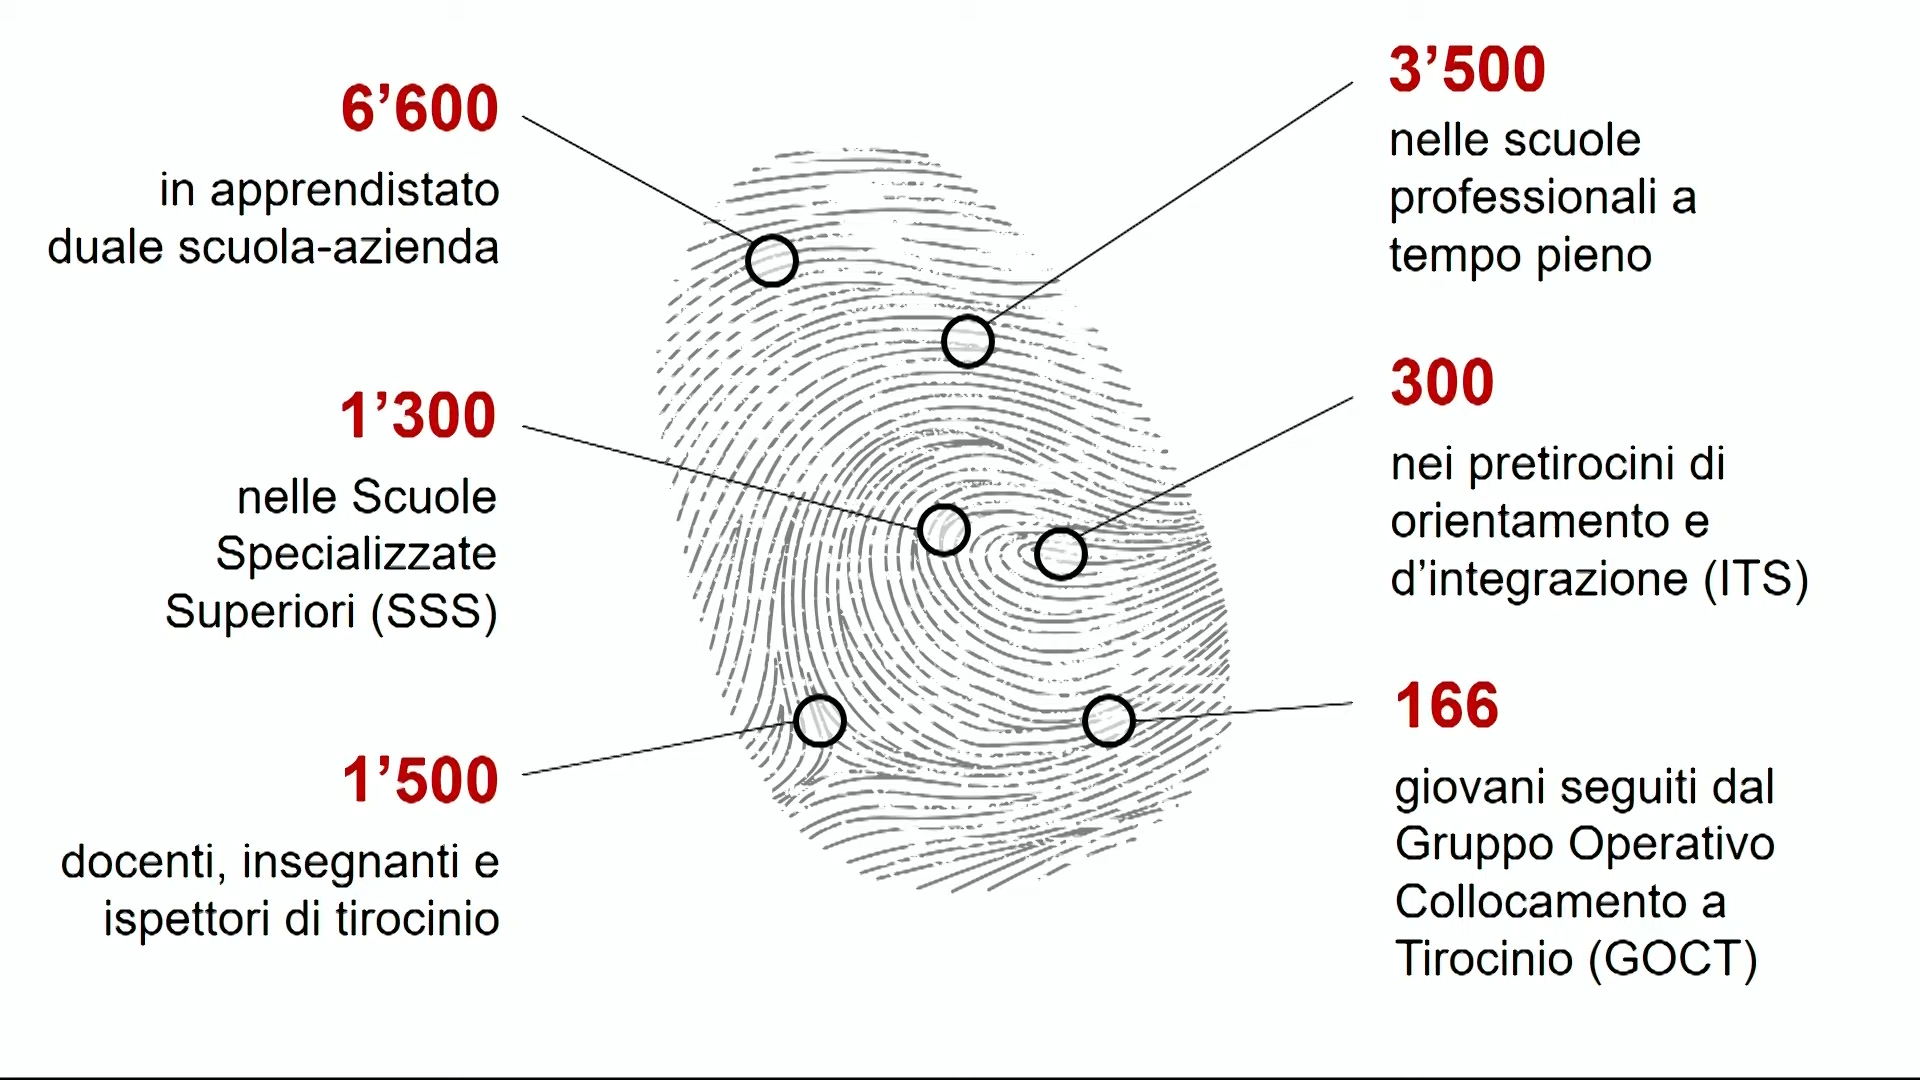 6’600
in apprendistato
duale scuola-azienda
1’300
nelle Scuole
Specializzate
Superiori (SSS)
1’500
docenti, insegnanti e
ispettori di tirocinio
3’500
nelle scuole
professionali a
tempo pieno
300
nei pretirocini di
orientamento e
d’integrazione (ITS)
166
giovani seguiti dal
Gruppo Operativo
Collocamento a
Tirocinio (GOCT)